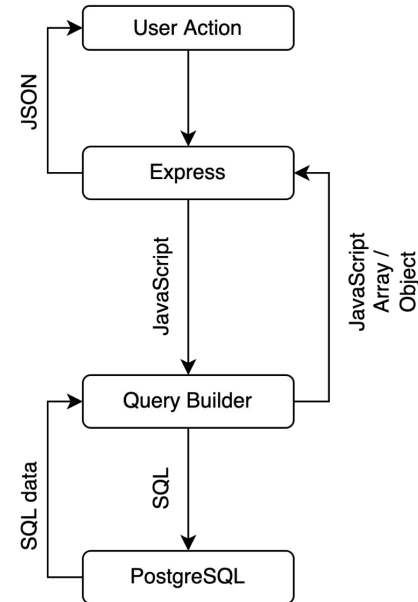 User Action
JSON
Express
JavaScript
JavaScript
Array /
Object
Query Builder
SQL data
SQL
PostgreSQL